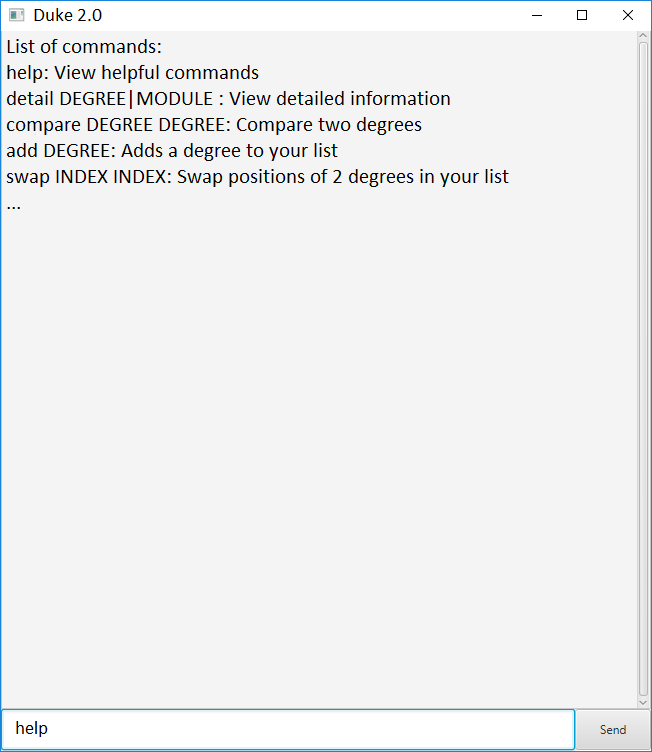 Duke 2.0
List of commands:
help: View helpful commands
detail DEGREE|MODULE : View detailed information
compare DEGREE DEGREE: Compare two degrees
add DEGREE: Adds a degree to your list
swap INDEX INDEX: Swap positions of 2 degrees in your list
...
help
Send